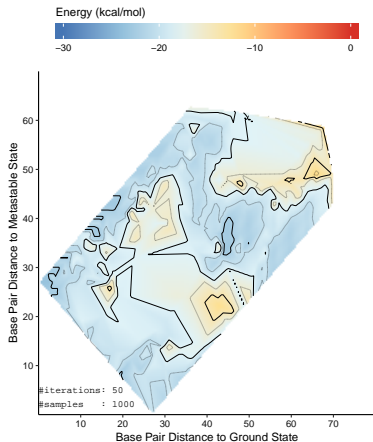 Energy (kcal/mol)
−30 −20 −10 0
Base Pair Distance to Metastable State
60
50
40
30
20
10
#iterations: 50
#samples : 1000
0 10 20 30 40 50 60 70
Base Pair Distance to Ground State